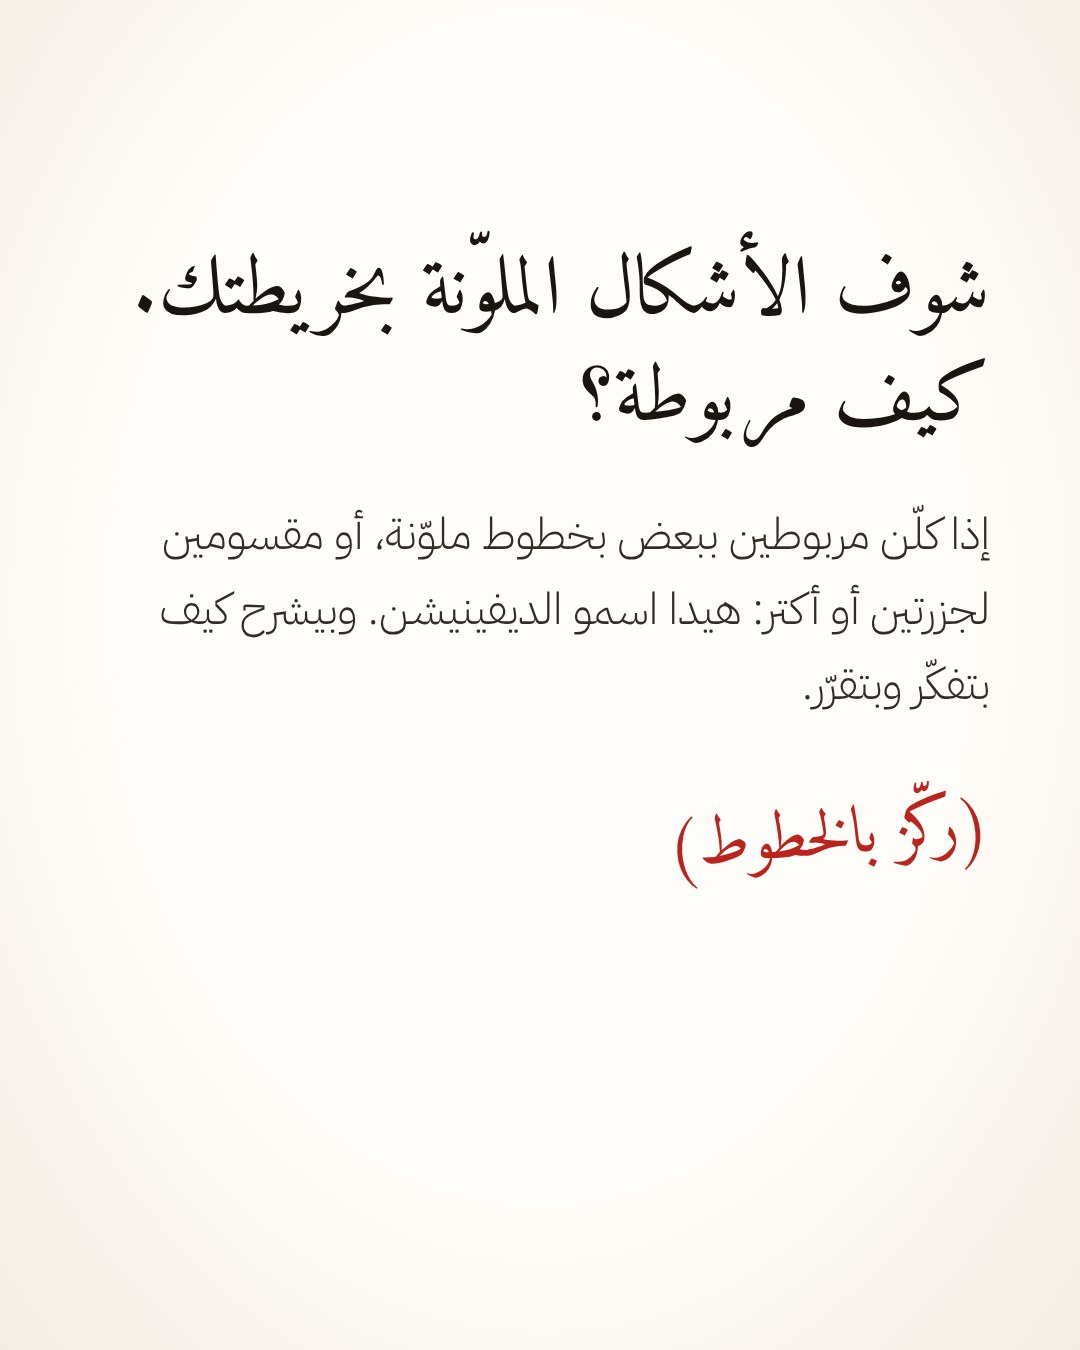 شوف الأشكال الملوّنة بخريطتك.
كيف مربوطة؟
إذا كلّن مربوطين ببعض بخطوط ملوّنة، أو مقسومين
لجزرتين أو أكتر: هيدا اسمو الديفينيشن. وبيشرح كيف
بتفكّر وبتقرّر.
(ركّز بالخطوط)